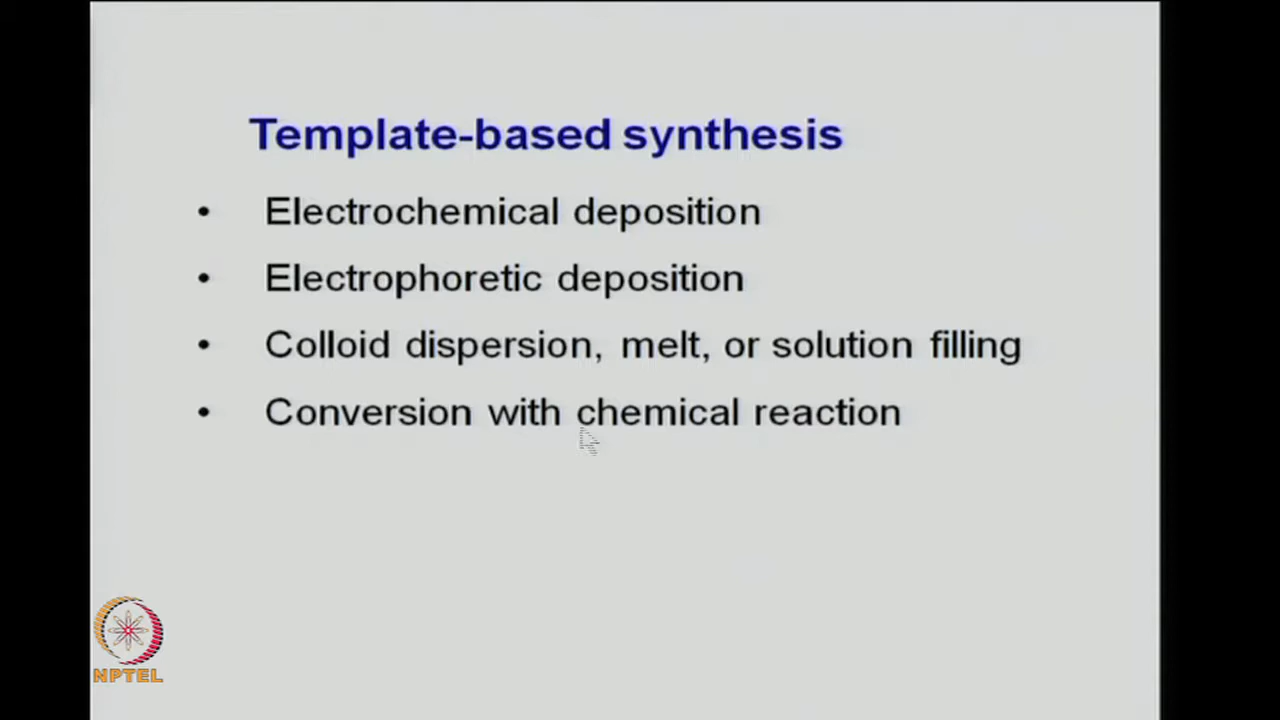 Template-based synthesis
• Electrochemical deposition
• Electrophoretic deposition
• Colloid dispersion, melt, or solution filling
• Conversion with chemical reaction
NPTEL